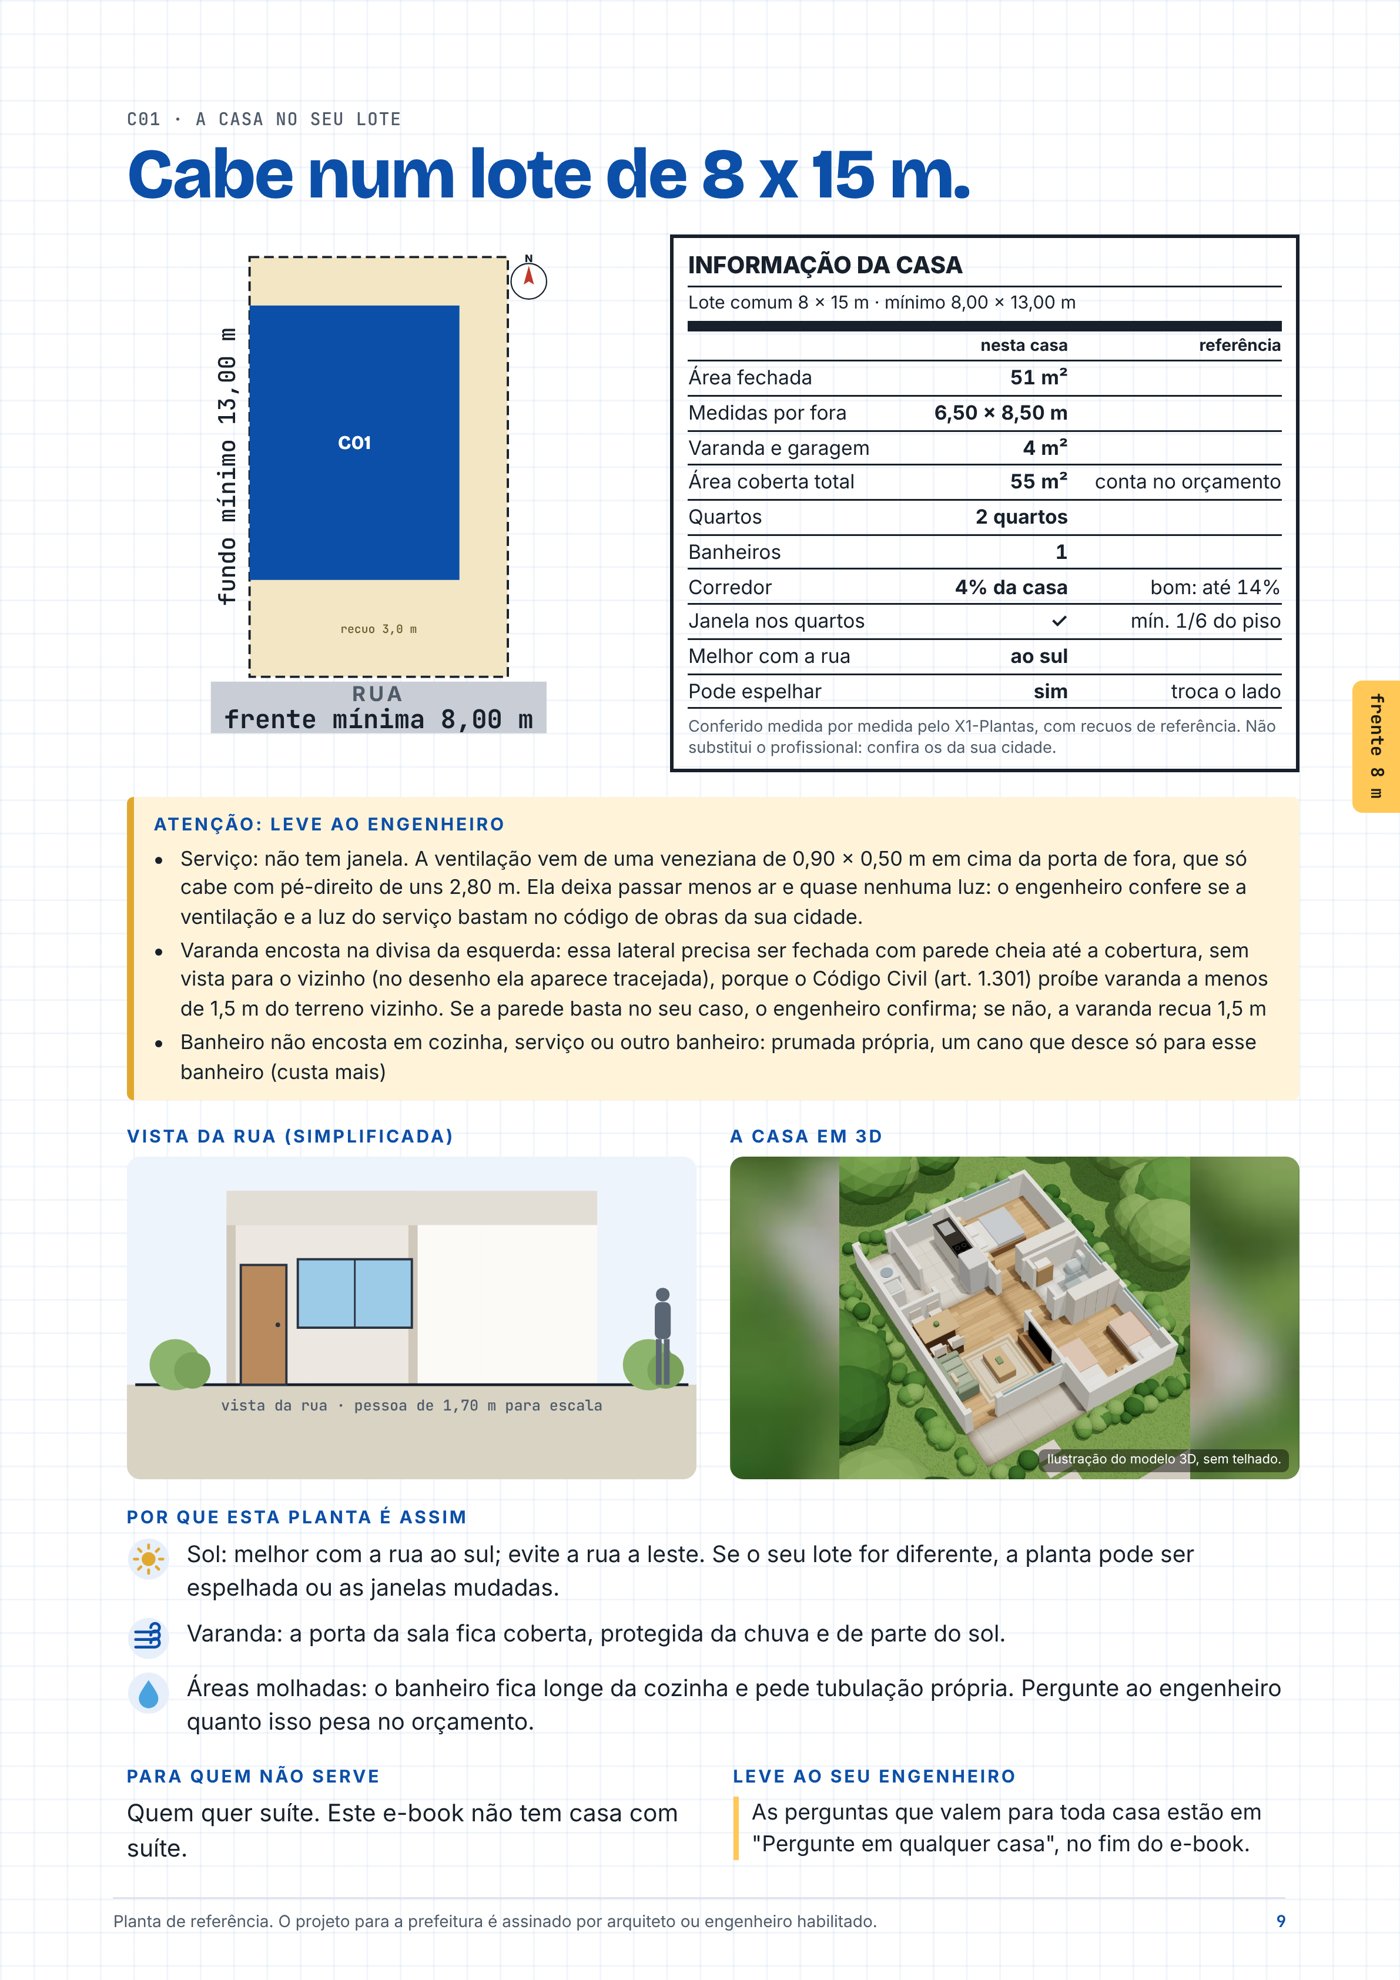 C01 · A CASA NO SEU LOTE
Cabe num lote de 8 x 15 m.
N
fundo mínimo 13,00 m
C01
recuo 3,0 m
RUA
frente mínima 8,00 m
INFORMAÇÃO DA CASA
Lote comum 8 × 15 m · mínimo 8,00 × 13,00 m
nesta casa referência
Área fechada 51 m²
Medidas por fora 6,50 × 8,50 m
Varanda e garagem 4 m²
Área coberta total 55 m² conta no orçamento
Quartos 2 quartos
Banheiros 1
Corredor 4% da casa bom: até 14%
Janela nos quartos ✓ mín. 1/6 do piso
Melhor com a rua ao sul
Pode espelhar sim troca o lado
Conferido medida por medida pelo X1-Plantas, com recuos de referência. Não
substitui o profissional: confira os da sua cidade.
frente 8 m
ATENÇÃO: LEVE AO ENGENHEIRO
• Serviço: não tem janela. A ventilação vem de uma veneziana de 0,90 × 0,50 m em cima da porta de fora, que só
cabe com pé-direito de uns 2,80 m. Ela deixa passar menos ar e quase nenhuma luz: o engenheiro confere se a
ventilação e a luz do serviço bastam no código de obras da sua cidade.
• Varanda encosta na divisa da esquerda: essa lateral precisa ser fechada com parede cheia até a cobertura, sem
vista para o vizinho (no desenho ela aparece tracejada), porque o Código Civil (art. 1.301) proíbe varanda a menos
de 1,5 m do terreno vizinho. Se a parede basta no seu caso, o engenheiro confirma; se não, a varanda recua 1,5 m
• Banheiro não encosta em cozinha, serviço ou outro banheiro: prumada própria, um cano que desce só para esse
banheiro (custa mais)
VISTA DA RUA (SIMPLIFICADA)
vista da rua · pessoa de 1,70 m para escala
A CASA EM 3D
Ilustração do modelo 3D, sem telhado.
POR QUE ESTA PLANTA É ASSIM
Sol: melhor com a rua ao sul; evite a rua a leste. Se o seu lote for diferente, a planta pode ser
espelhada ou as janelas mudadas.
Varanda: a porta da sala fica coberta, protegida da chuva e de parte do sol.
Áreas molhadas: o banheiro fica longe da cozinha e pede tubulação própria. Pergunte ao engenheiro
quanto isso pesa no orçamento.
PARA QUEM NÃO SERVE
Quem quer suíte. Este e-book não tem casa com
suíte.
LEVE AO SEU ENGENHEIRO
As perguntas que valem para toda casa estão em
"Pergunte em qualquer casa", no fim do e-book.
Planta de referência. O projeto para a prefeitura é assinado por arquiteto ou engenheiro habilitado.
9